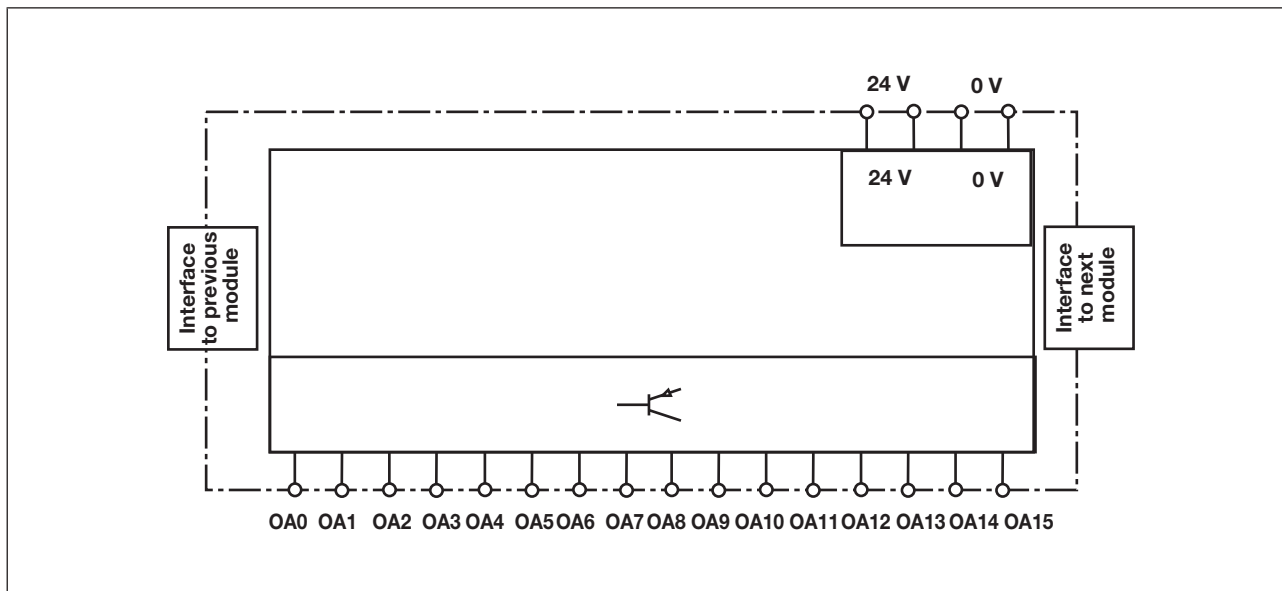 24 V 0 V
24 V 0 V
Interface
to previous
module
Interface
to next
module
OA0 OA1 OA2 OA3 OA4 OA5 OA6 OA7 OA8 OA9 OA10 OA11 OA12 OA13 OA14 OA15